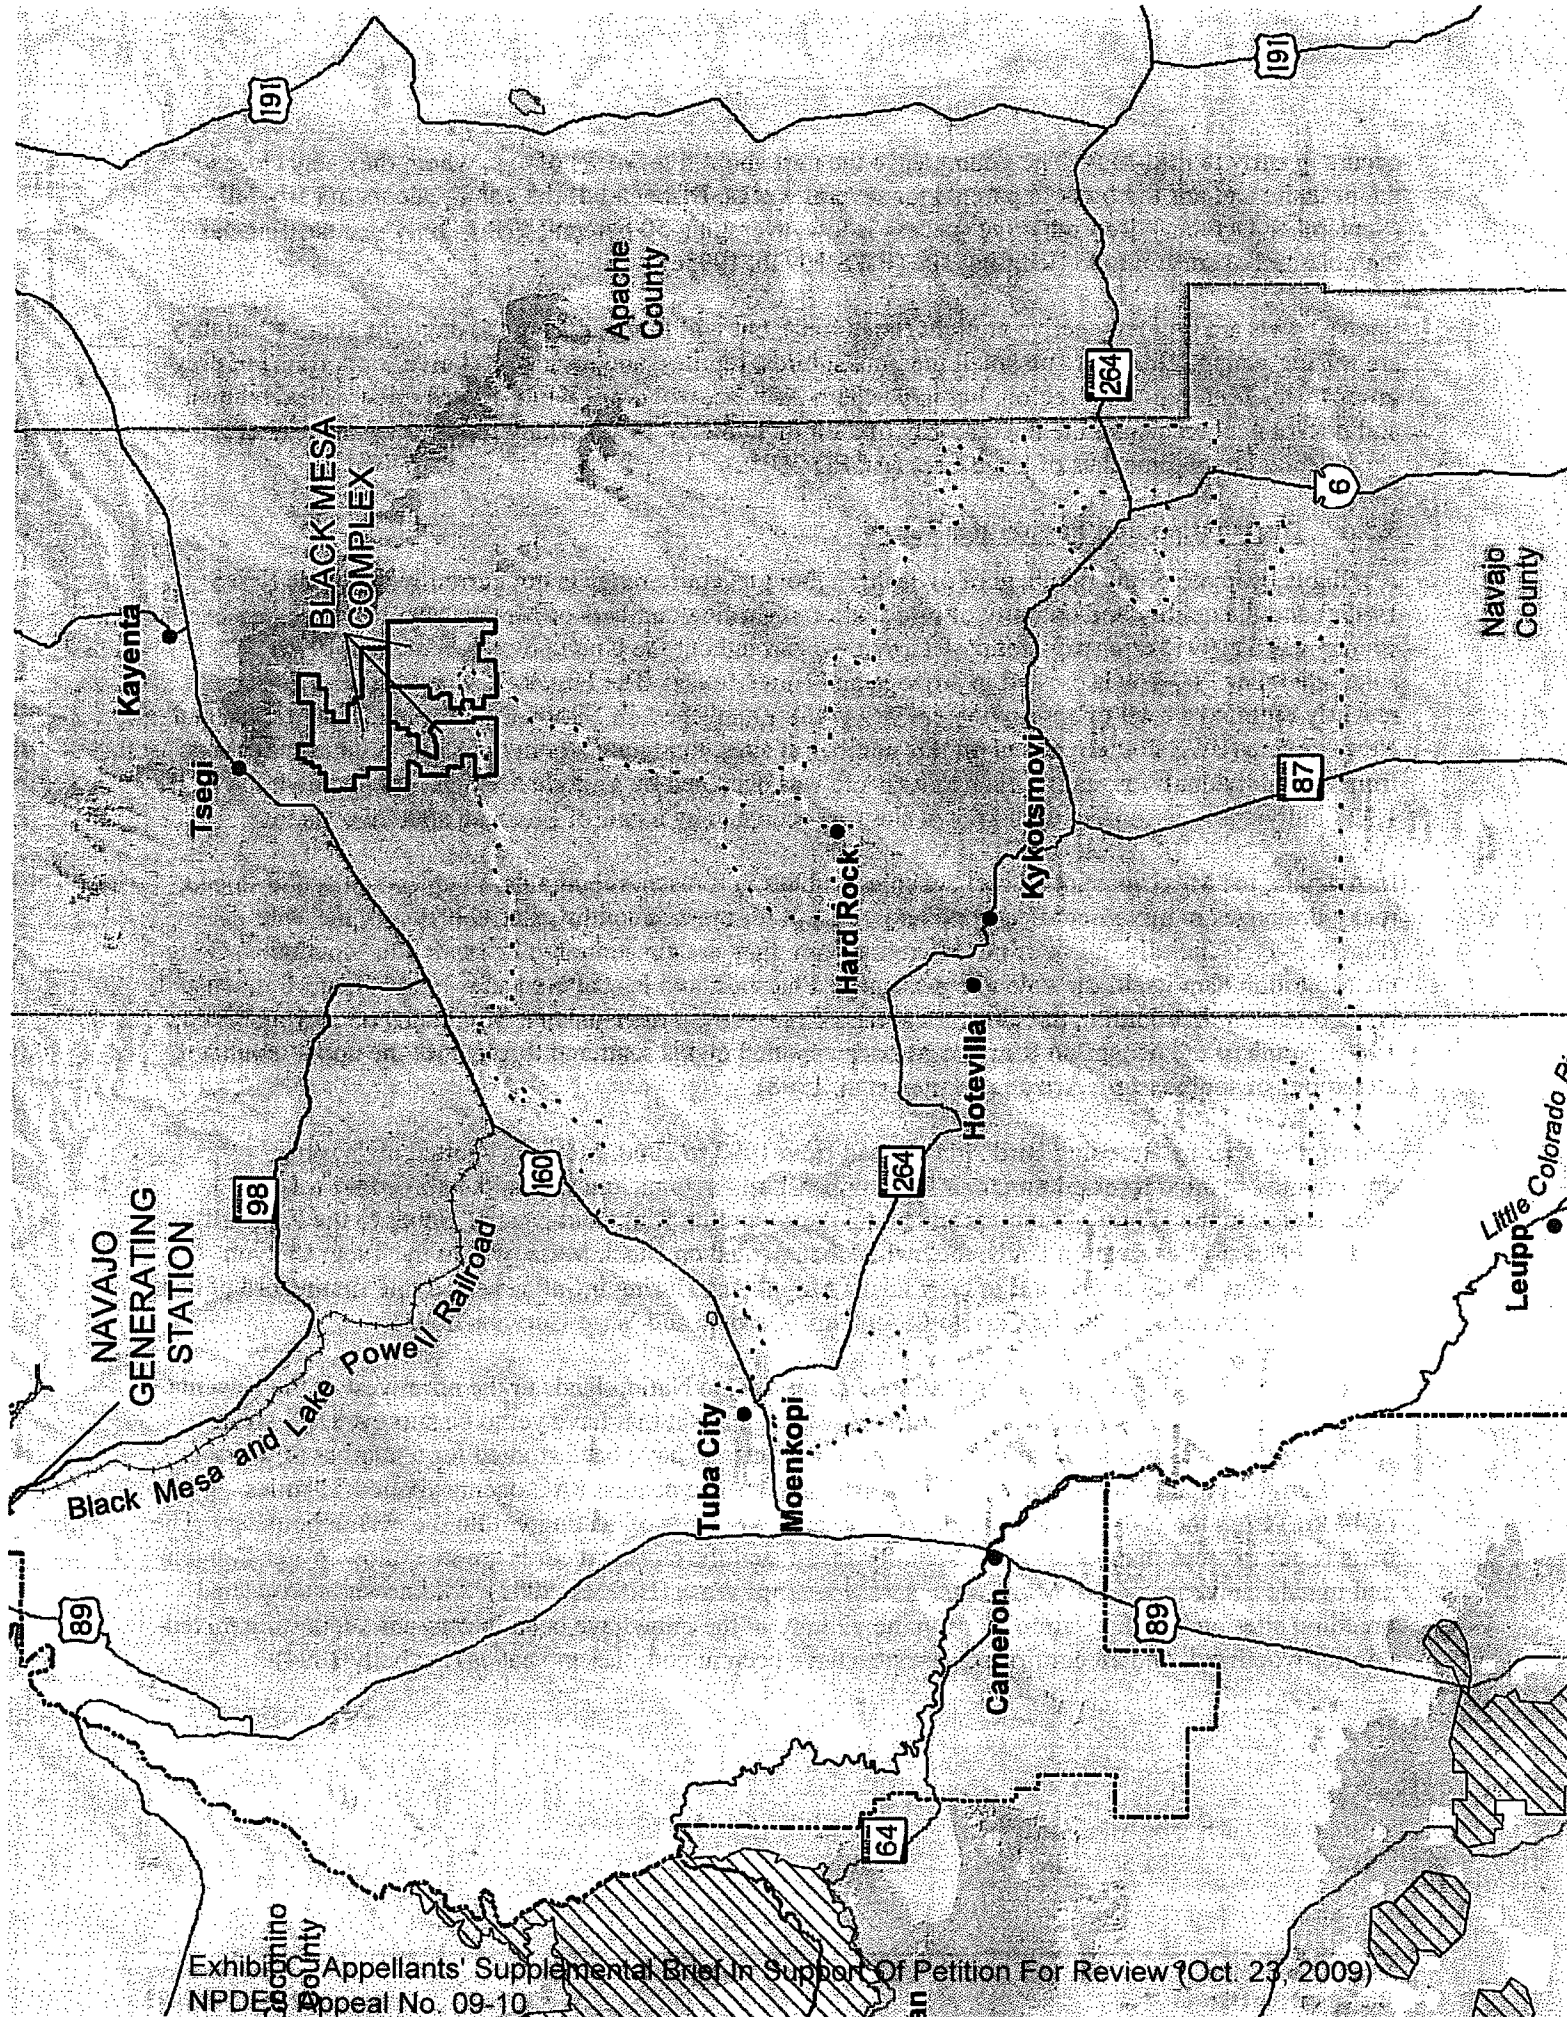 191
191
Apache
County
264
BLACK MESA
COMPLEX
6
Navajo
County
Kayenta
Tsegi
Hard Rock
Kykotsmovi
87
Hotevilla
264
98
160
NAVAJO
GENERATING
STATION
Black Mesa and Lake Powell Railroad
Tuba City
Moenkopi
Little Colorado
Leupp
89
Cameron
89
64
County
Exhibit C, Appellants' Supplemental Brief In Support Of Petition For Review (Oct. 23, 2009)
NPDES Appeal No. 09-10
an